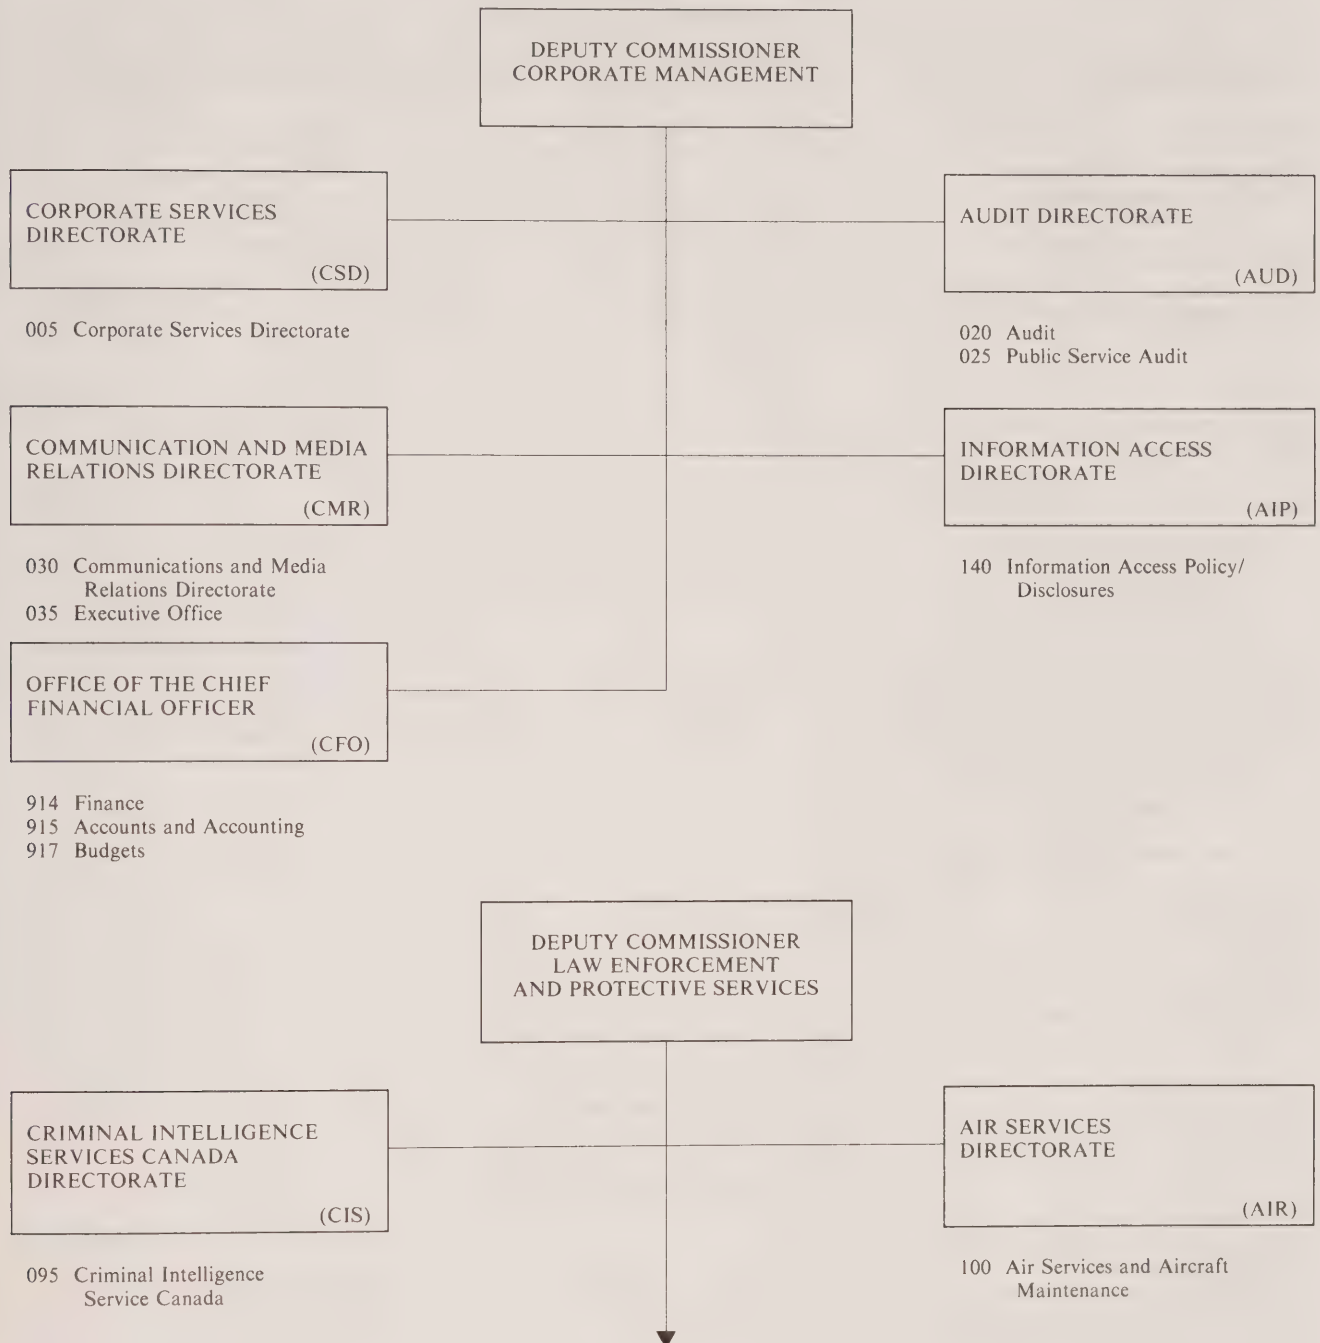 DEPUTY COMMISSIONER
CORPORATE MANAGEMENT
CORPORATE SERVICES
DIRECTORATE
(CSD)
005 Corporate Services Directorate
AUDIT DIRECTORATE
(AUD)
020 Audit
025 Public Service Audit
COMMUNICATION AND MEDIA
RELATIONS DIRECTORATE
(CMR)
030 Communications and Media
Relations Directorate
035 Executive Office
INFORMATION ACCESS
DIRECTORATE
(AIP)
140 Information Access Policy/
Disclosures
OFFICE OF THE CHIEF
FINANCIAL OFFICER
(CFO)
914 Finance
915 Accounts and Accounting
917 Budgets
DEPUTY COMMISSIONER
LAW ENFORCEMENT
AND PROTECTIVE SERVICES
CRIMINAL INTELLIGENCE
SERVICES CANADA
DIRECTORATE
(CIS)
095 Criminal Intelligence
Service Canada
AIR SERVICES
DIRECTORATE
(AIR)
100 Air Services and Aircraft
Maintenance